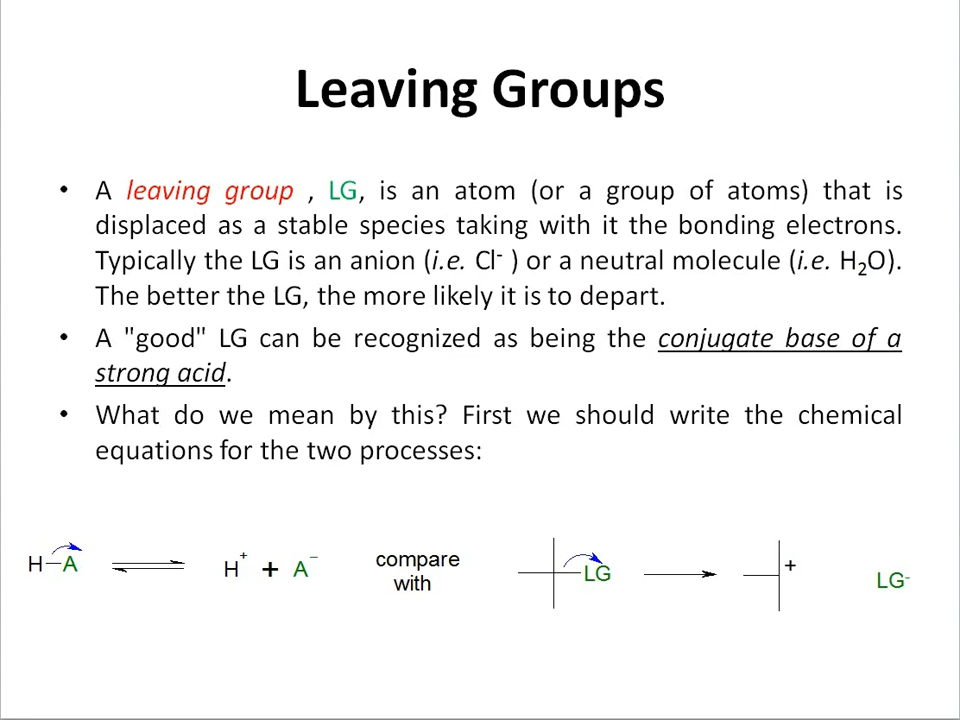 Leaving Groups
• A leaving group , LG, is an atom (or a group of atoms) that is
displaced as a stable species taking with it the bonding electrons.
Typically the LG is an anion (i.e. Cl⁻ ) or a neutral molecule (i.e. H₂O).
The better the LG, the more likely it is to depart.
• A "good" LG can be recognized as being the conjugate base of a
strong acid.
• What do we mean by this? First we should write the chemical
equations for the two processes:
H—A ⇌ H⁺ + A⁻
compare
with
LG → + LG⁻